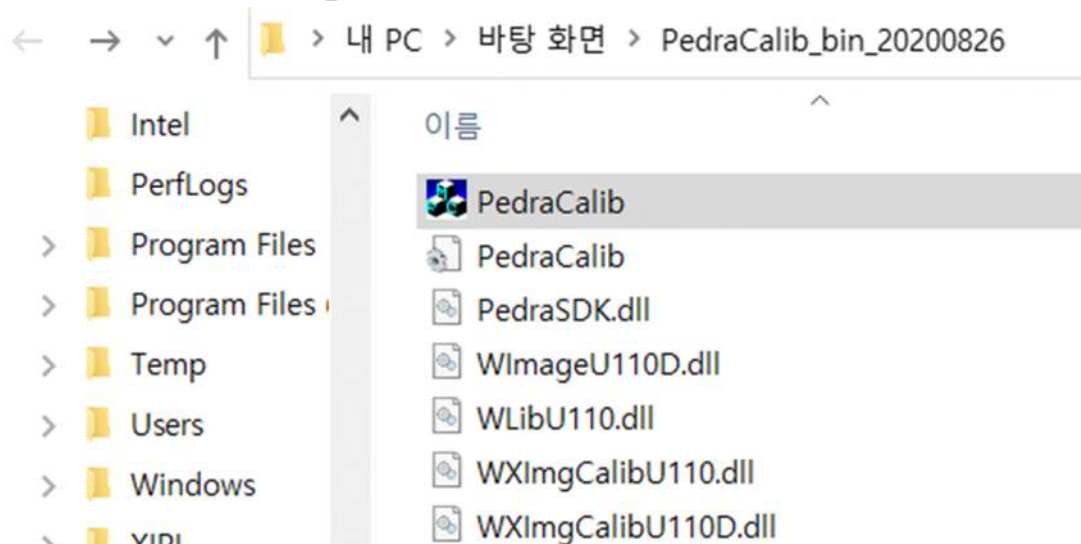 내 PC > 바탕 화면 > PedraCalib_bin_20200826
Intel
PerfLogs
Program Files
Program Files
Temp
Users
Windows
이름
PedraCalib
PedraCalib
PedraSDK.dll
WImageU110D.dll
WLibU110.dll
WXImgCalibU110.dll
WXImgCalibU110D.dll